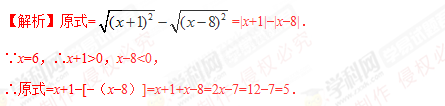 【解析】原式=√(x+1)²−√(x−8)²=|x+1|−|x−8|.
∵x=6，∴x+1>0，x−8<0，
∴原式=x+1−[−（x−8）]=x+1+x−8=2x−7=12−7=5．